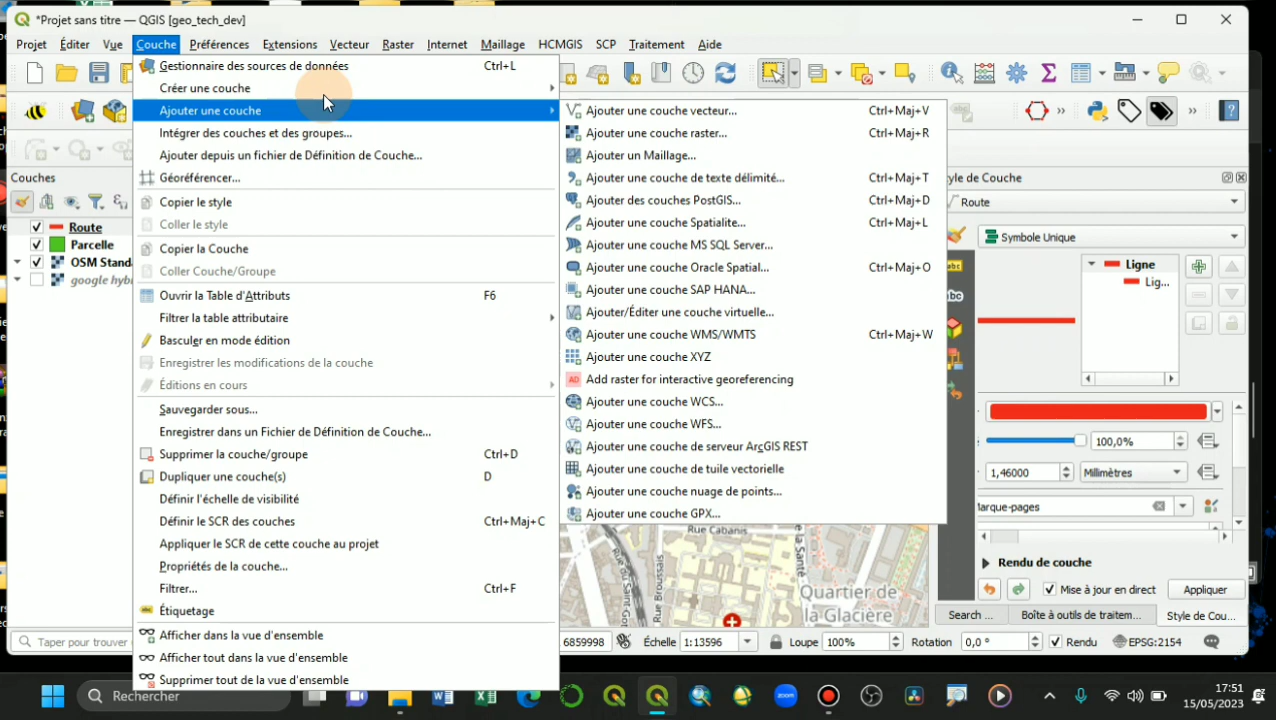 *Projet sans titre — QGIS [geo_tech_dev]
Projet Éditer Vue Couche Préférences Extensions Vecteur Raster Internet Maillage HCMGIS SCP Traitement Aide
Gestionnaire des sources de données Ctrl+L
Créer une couche
Ajouter une couche
Intégrer des couches et des groupes...
Ajouter depuis un fichier de Définition de Couche...
Géoréférencer...
Copier le style
Coller le style
Copier la Couche
Coller Couche/Groupe
Ouvrir la Table d'Attributs F6
Filtrer la table attributaire
Basculer en mode édition
Enregistrer les modifications de la couche
Éditions en cours
Sauvegarder sous...
Enregistrer dans un Fichier de Définition de Couche...
Supprimer la couche/groupe Ctrl+D
Dupliquer une couche(s) D
Définir l'échelle de visibilité
Définir le SCR des couches Ctrl+Maj+C
Appliquer le SCR de cette couche au projet
Propriétés de la couche...
Filtrer... Ctrl+F
Étiquetage
Afficher dans la vue d'ensemble
Afficher tout dans la vue d'ensemble
Supprimer tout de la vue d'ensemble
Ajouter une couche vecteur... Ctrl+Maj+V
Ajouter une couche raster... Ctrl+Maj+R
Ajouter un Maillage...
Ajouter une couche de texte délimité... Ctrl+Maj+T
Ajouter des couches PostGIS... Ctrl+Maj+D
Ajouter une couche Spatialite... Ctrl+Maj+L
Ajouter une couche MS SQL Server...
Ajouter une couche Oracle Spatial... Ctrl+Maj+O
Ajouter une couche SAP HANA...
Ajouter/Éditer une couche virtuelle...
Ajouter une couche WMS/WMTS Ctrl+Maj+W
Ajouter une couche XYZ
AD Add raster for interactive georeferencing
Ajouter une couche WCS...
Ajouter une couche WFS...
Ajouter une couche de serveur ArcGIS REST
Ajouter une couche de tuile vectorielle
Ajouter une couche nuage de points...
Ajouter une couche GPX...
Couches
Route
Parcelle
OSM Standa
google hyb
yle de Couche
Route
Symbole Unique
abc
abc
Ligne
Lig...
100,0%
1,46000 Millimètres
arque-pages
Rendu de couche
Mise à jour en direct Appliquer
Search ... Boîte à outils de traitem... Style de Cou...
Rue Cabanis
Rue Broussais
la Santé
Quartier de
la Glacière
Taper pour trouver
6859998 Échelle 1:13596 Loupe 100% Rotation 0,0 ° Rendu EPSG:2154
Rechercher
zoom
17:51
15/05/2023